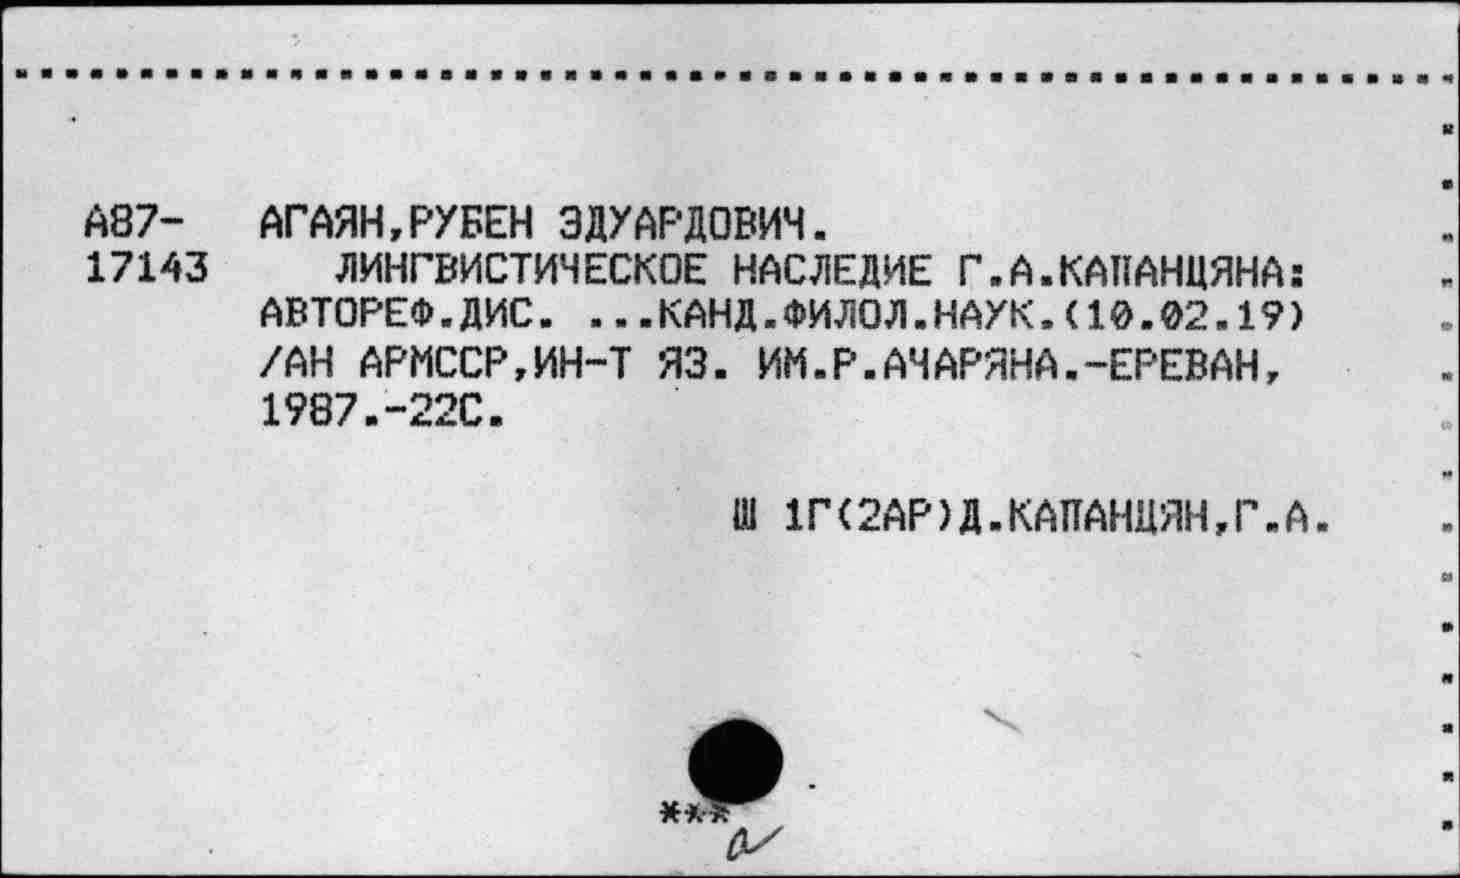 А87- АГАЯН,РУБЕН ЭДУАРДОВИЧ.
17143 ЛИНГВИСТИЧЕСКОЕ НАСЛЕДИЕ Г.А.КАПАНЦЯНА:
АВТОРЕФ.ДИС. ...КАНД.ФИЛОЛ.НАУК.(10.02.19)
/АН АРМССР,ИН-Т ЯЗ. ИМ.Р.АЧАРЯНА.-ЕРЕВАН,
1987.-22С.
Ш 1Г(2АР)Д.КАПАНЦЯН,Г.А.
***